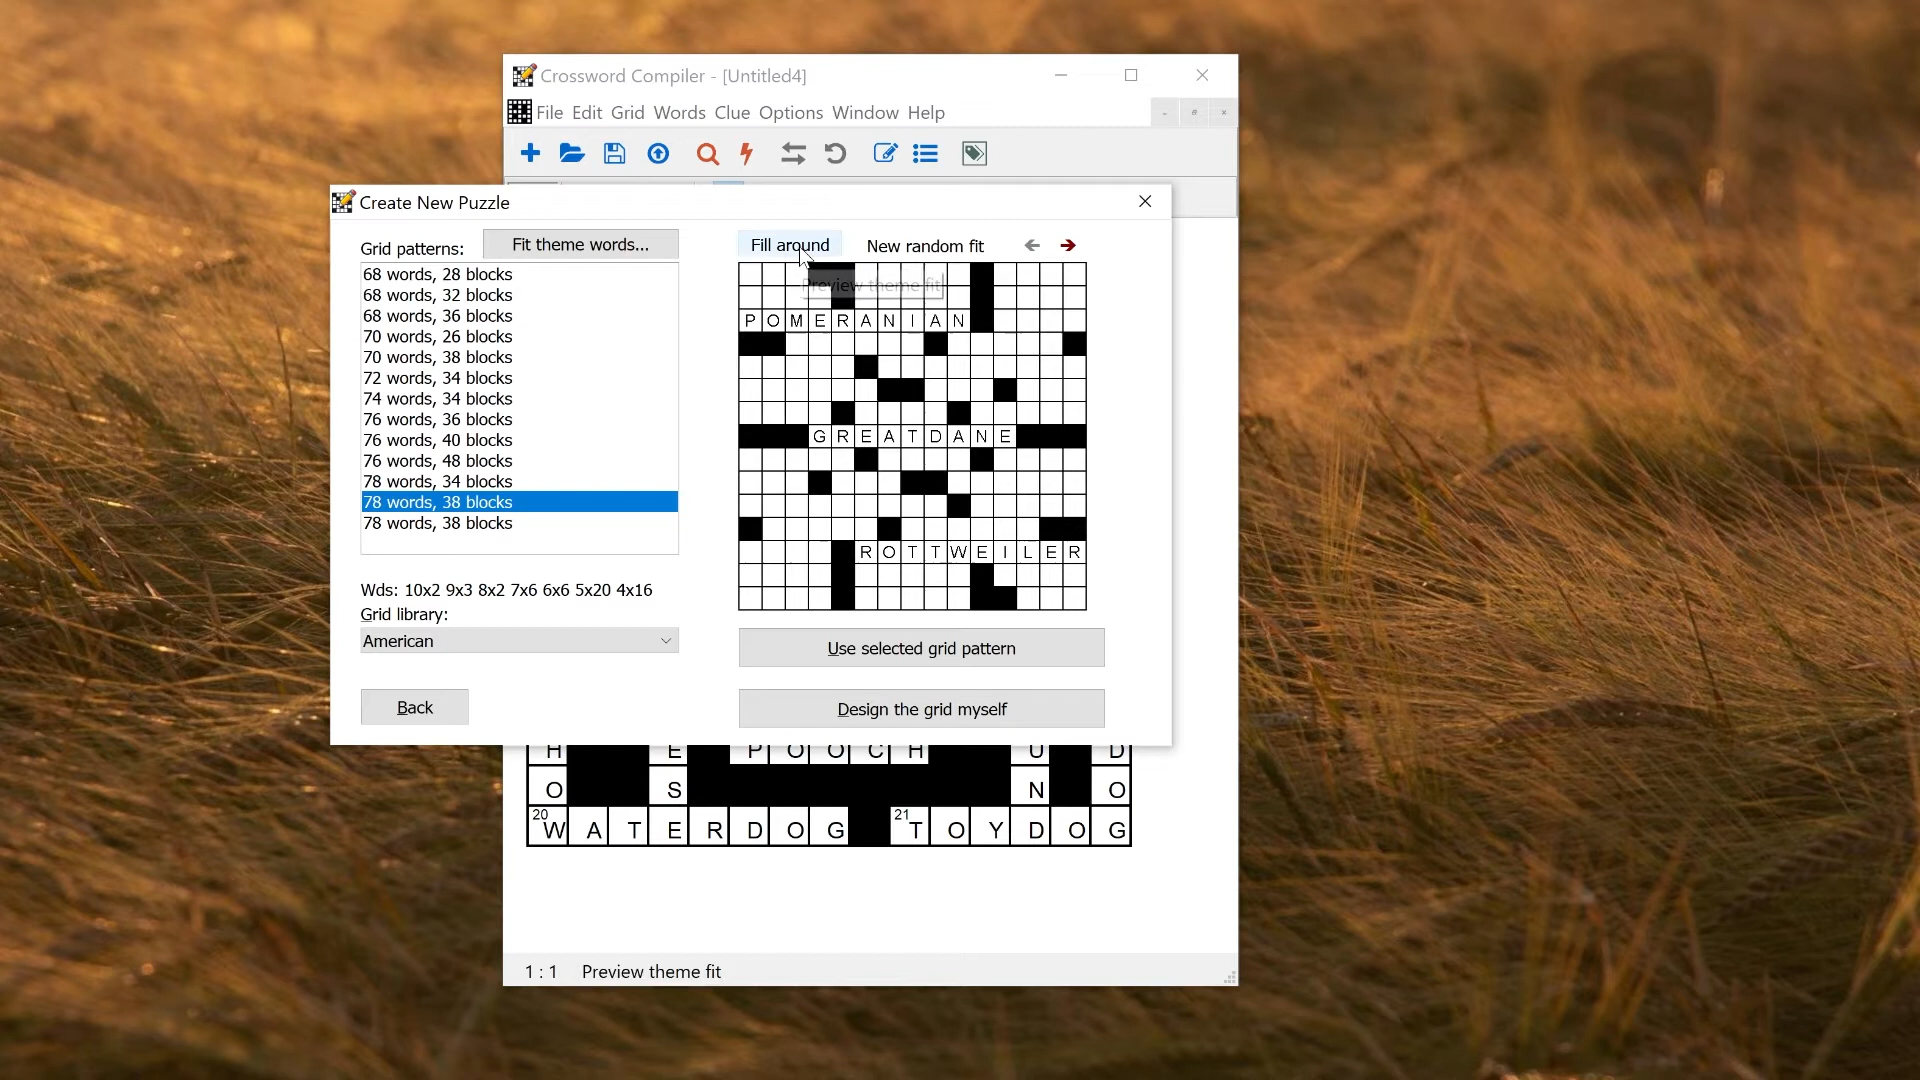 Crossword Compiler - [Untitled4]
File Edit Grid Words Clue Options Window Help
Create New Puzzle
Grid patterns:
Fit theme words...
68 words, 28 blocks
68 words, 32 blocks
68 words, 36 blocks
70 words, 26 blocks
70 words, 38 blocks
72 words, 34 blocks
74 words, 34 blocks
76 words, 36 blocks
76 words, 40 blocks
76 words, 48 blocks
78 words, 34 blocks
78 words, 38 blocks
78 words, 38 blocks
Wds: 10x2 9x3 8x2 7x6 6x6 5x20 4x16
Grid library:
American
Back
Fill around
New random fit
Preview theme fit
POMERANIAN
GREATDANE
ROTTWEILER
Use selected grid pattern
Design the grid myself
H E POOCH U D
O S N O
20 WATERDOG 21 TOYDOG
1 : 1 Preview theme fit